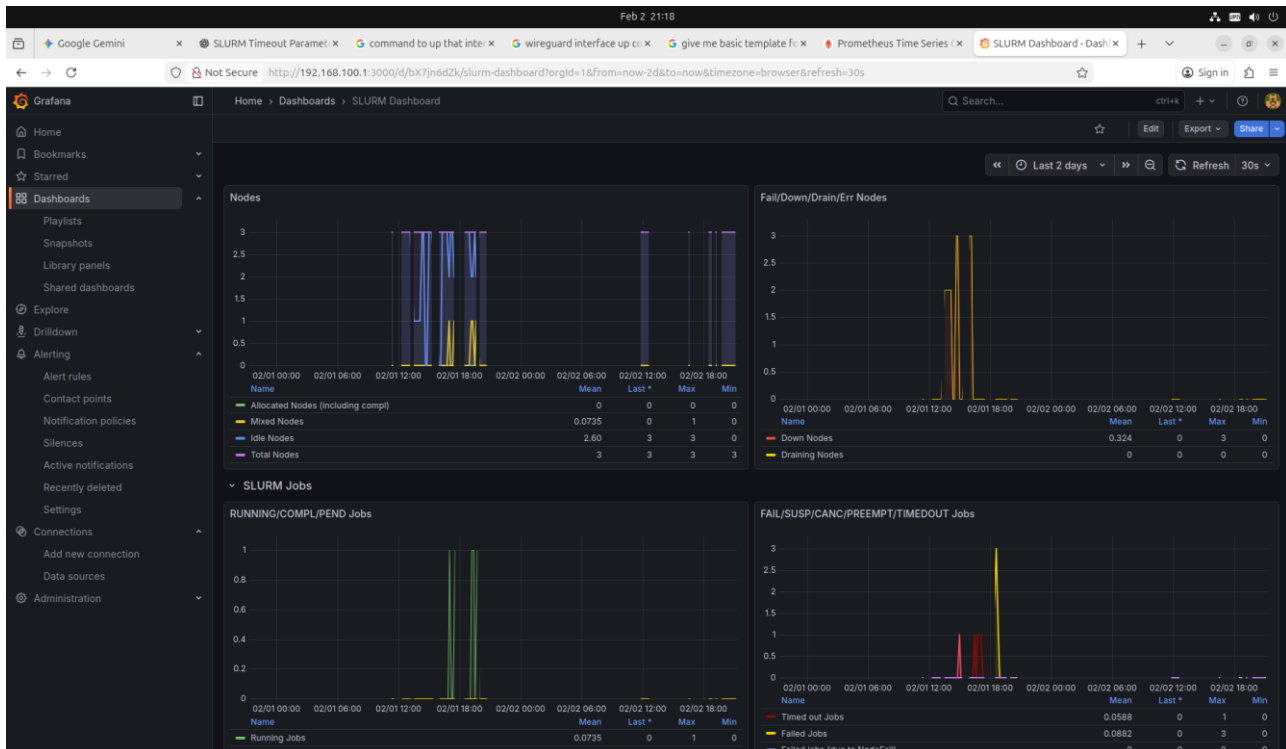 Feb 2 21:18
Google Gemini
SLURM Timeout Paramet
command to up that inter
wireguard interface up co
give me basic template fo
Prometheus Time Series C
SLURM Dashboard - Dash
Not Secure http://192.168.100.1:3000/d/bX7jn6dZk/slurm-dashboard?orgId=1&from=now-2d&to=now&timezone=browser&refresh=30s
Sign in
Grafana
Home > Dashboards > SLURM Dashboard
Search...
ctrl+k
Home
Bookmarks
Starred
Dashboards
Playlists
Snapshots
Library panels
Shared dashboards
Explore
Drilldown
Alerting
Alert rules
Contact points
Notification policies
Silences
Active notifications
Recently deleted
Settings
Connections
Add new connection
Data sources
Administration
Edit
Export
Share
Last 2 days
Refresh 30s
Nodes
3
2.5
2
1.5
1
0.5
0
02/01 00:00 02/01 06:00 02/01 12:00 02/01 18:00 02/02 00:00 02/02 06:00 02/02 12:00 02/02 18:00
Name Mean Last * Max Min
Allocated Nodes (including compl) 0 0 0 0
Mixed Nodes 0.0735 0 1 0
Idle Nodes 2.60 3 3 0
Total Nodes 3 3 3 3
Fail/Down/Drain/Err Nodes
3
2.5
2
1.5
1
0.5
0
02/01 00:00 02/01 06:00 02/01 12:00 02/01 18:00 02/02 00:00 02/02 06:00 02/02 12:00 02/02 18:00
Name Mean Last * Max Min
Down Nodes 0.324 0 3 0
Draining Nodes 0 0 0 0
SLURM Jobs
RUNNING/COMPL/PEND Jobs
1
0.8
0.6
0.4
0.2
0
02/01 00:00 02/01 06:00 02/01 12:00 02/01 18:00 02/02 00:00 02/02 06:00 02/02 12:00 02/02 18:00
Name Mean Last * Max Min
Running Jobs 0.0735 0 1 0
FAIL/SUSP/CANC/PREEMPT/TIMEDOUT Jobs
3
2.5
2
1.5
1
0.5
0
02/01 00:00 02/01 06:00 02/01 12:00 02/01 18:00 02/02 00:00 02/02 06:00 02/02 12:00 02/02 18:00
Name Mean Last * Max Min
Timed out Jobs 0.0588 0 1 0
Failed Jobs 0.0882 0 3 0
Failed jobs (due to NodeFail)